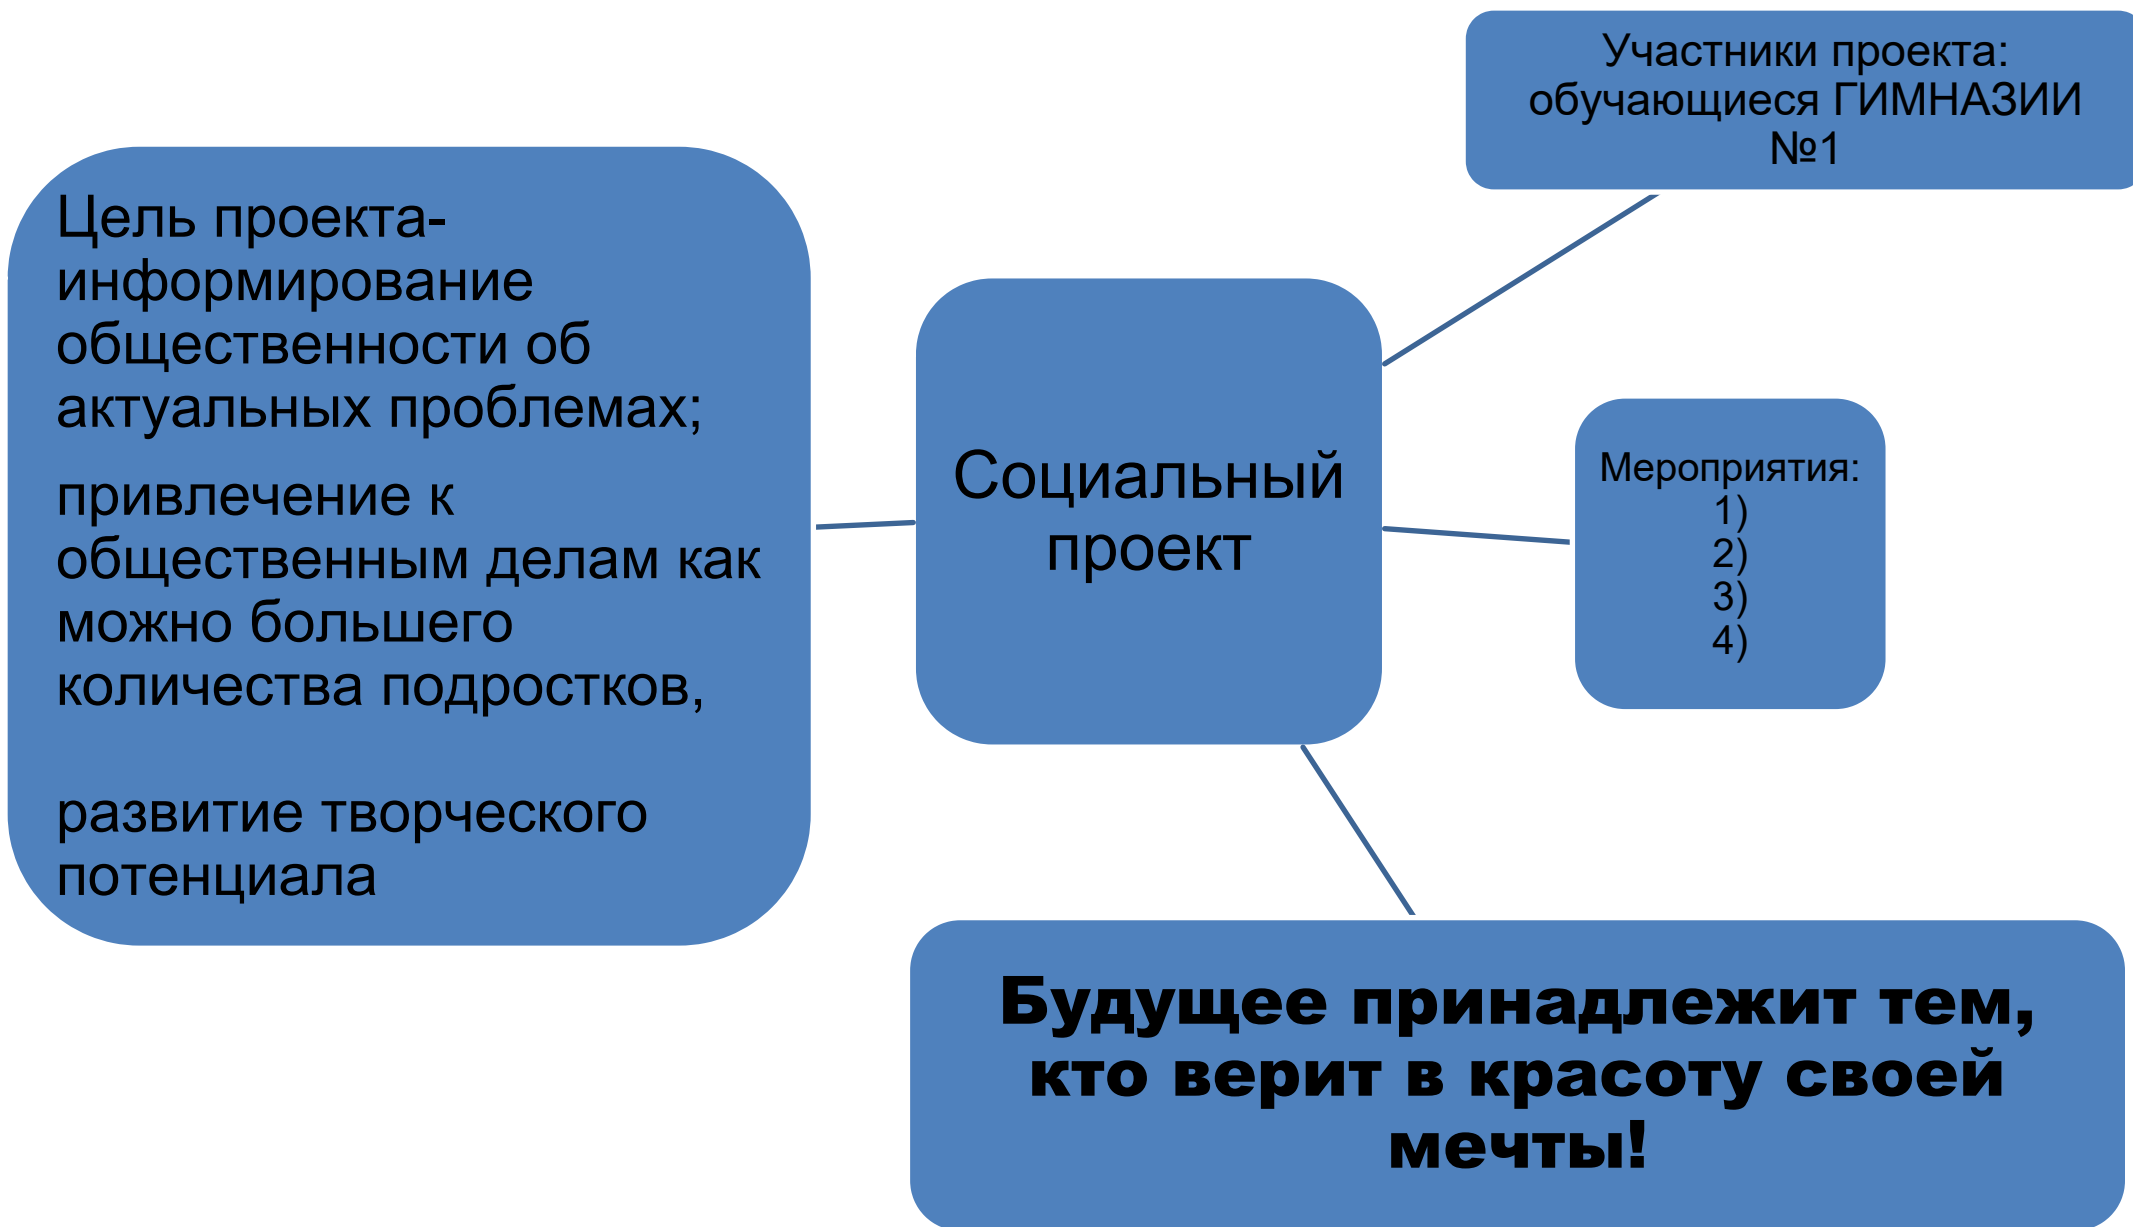 Участники проекта:
обучающиеся ГИМНАЗИИ
№1
Цель проекта-
информирование
общественности об
актуальных проблемах;
привлечение к
общественным делам как
можно большего
количества подростков,
развитие творческого
потенциала
Социальный
проект
Мероприятия:
1)
2)
3)
4)
Будущее принадлежит тем,
кто верит в красоту своей
мечты!